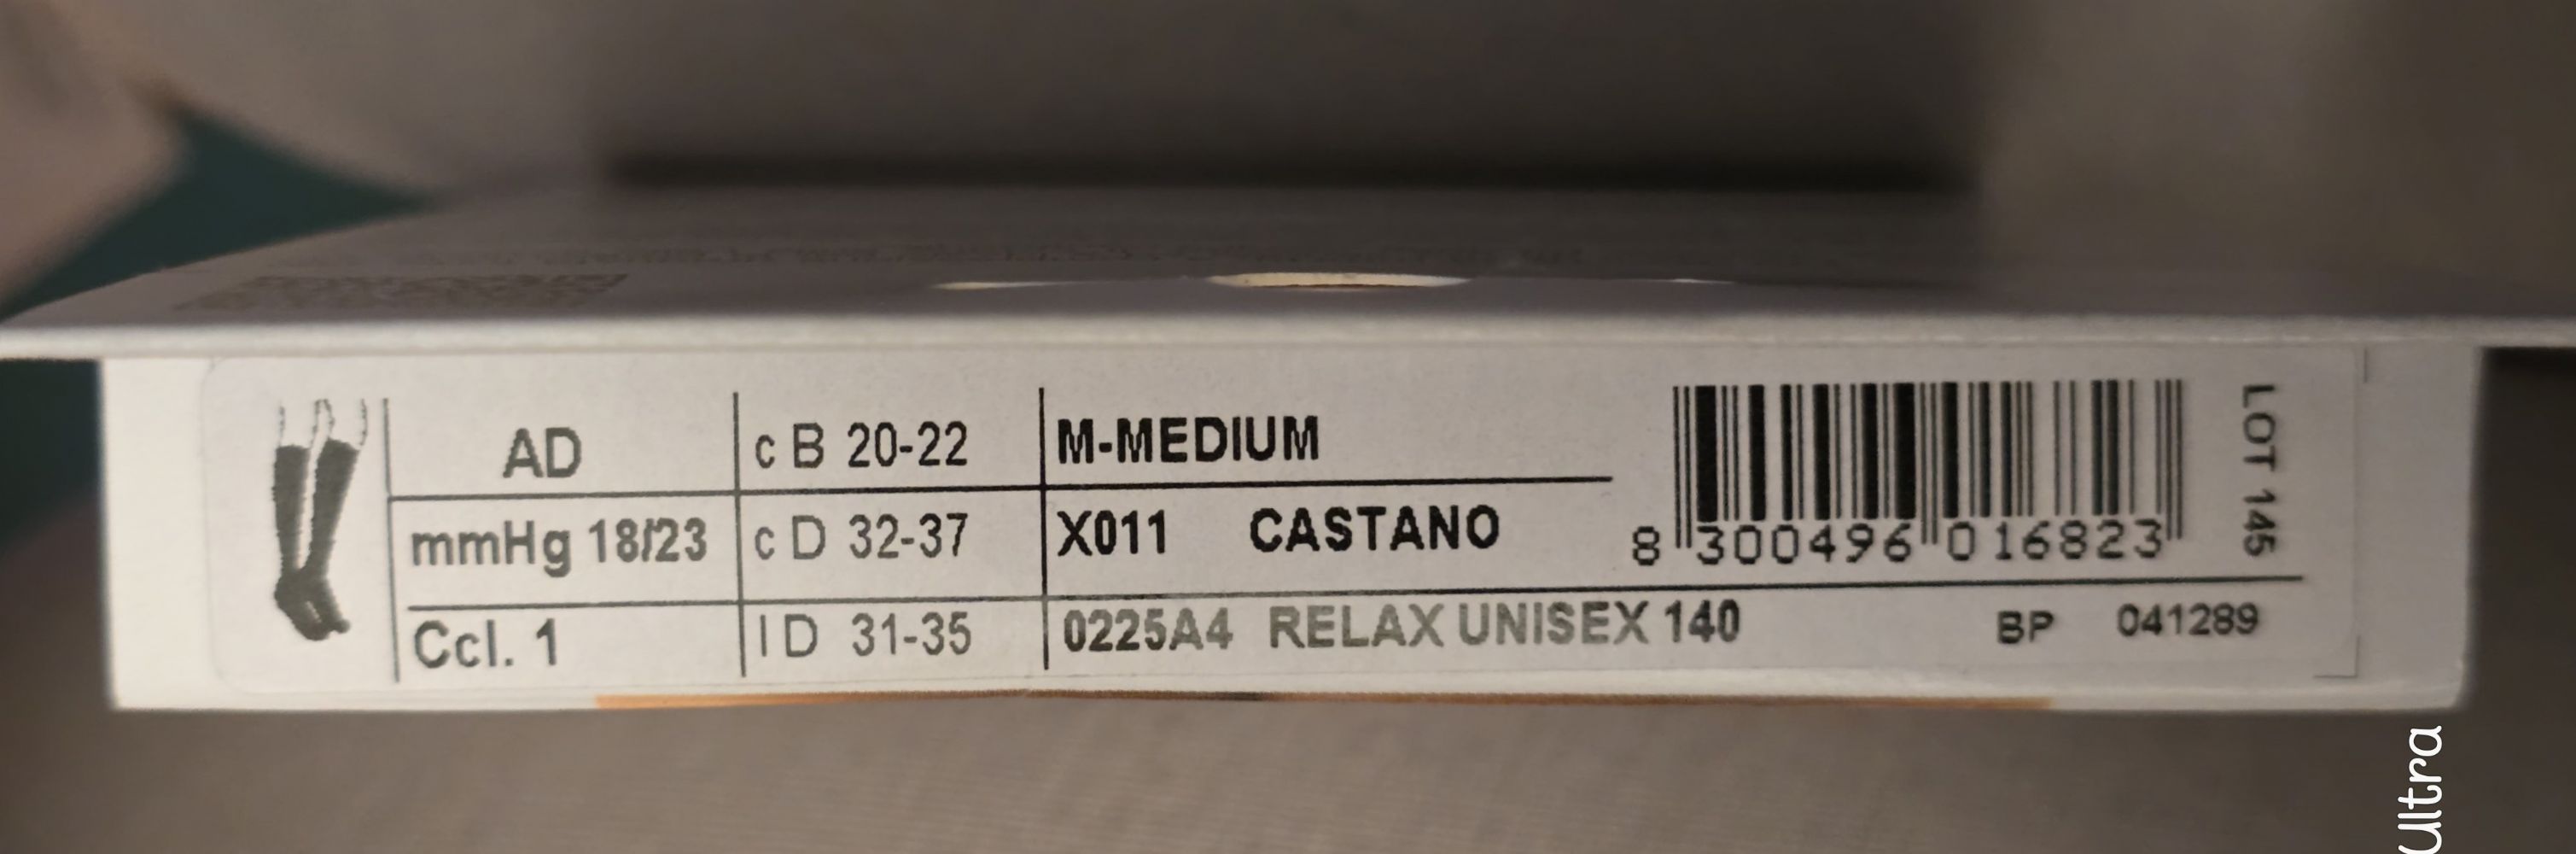 AD
c B 20-22
M-MEDIUM
mmHg 18/23
c D 32-37
X011 CASTANO
Ccl. 1
l D 31-35
0225A4 RELAX UNISEX 140
8 300496 016823
LOT 145
BP 041289
Ultra